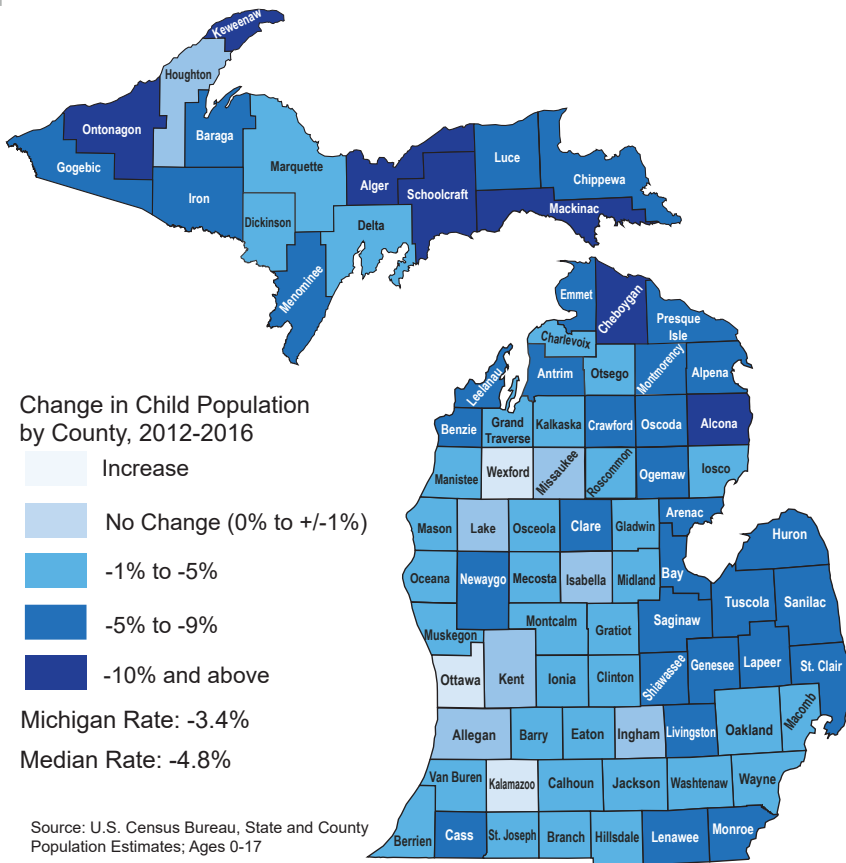 Keweenaw
Houghton
Ontonagon
Baraga
Gogebic
Marquette
Iron
Dickinson
Menominee
Delta
Alger
Schoolcraft
Luce
Chippewa
Mackinac
Emmet
Cheboygan
Presque
Isle
Charlevoix
Leelanau
Antrim
Otsego
Montmorency
Alpena
Change in Child Population
by County, 2012-2016
Increase
No Change (0% to +/-1%)
-1% to -5%
-5% to -9%
-10% and above
Michigan Rate: -3.4%
Median Rate: -4.8%
Source: U.S. Census Bureau, State and County
Population Estimates; Ages 0-17
Benzie
Grand
Traverse
Kalkaska
Crawford
Oscoda
Alcona
Manistee
Wexford
Missaukee
Roscommon
Ogemaw
Iosco
Mason
Lake
Osceola
Clare
Gladwin
Arenac
Huron
Oceana
Newaygo
Mecosta
Isabella
Midland
Bay
Tuscola
Sanilac
Muskegon
Montcalm
Gratiot
Saginaw
Ottawa
Kent
Ionia
Clinton
Shiawassee
Genesee
Lapeer
St. Clair
Allegan
Barry
Eaton
Ingham
Livingston
Oakland
Macomb
Van Buren
Kalamazoo
Calhoun
Jackson
Washtenaw
Wayne
Berrien
Cass
St. Joseph
Branch
Hillsdale
Lenawee
Monroe